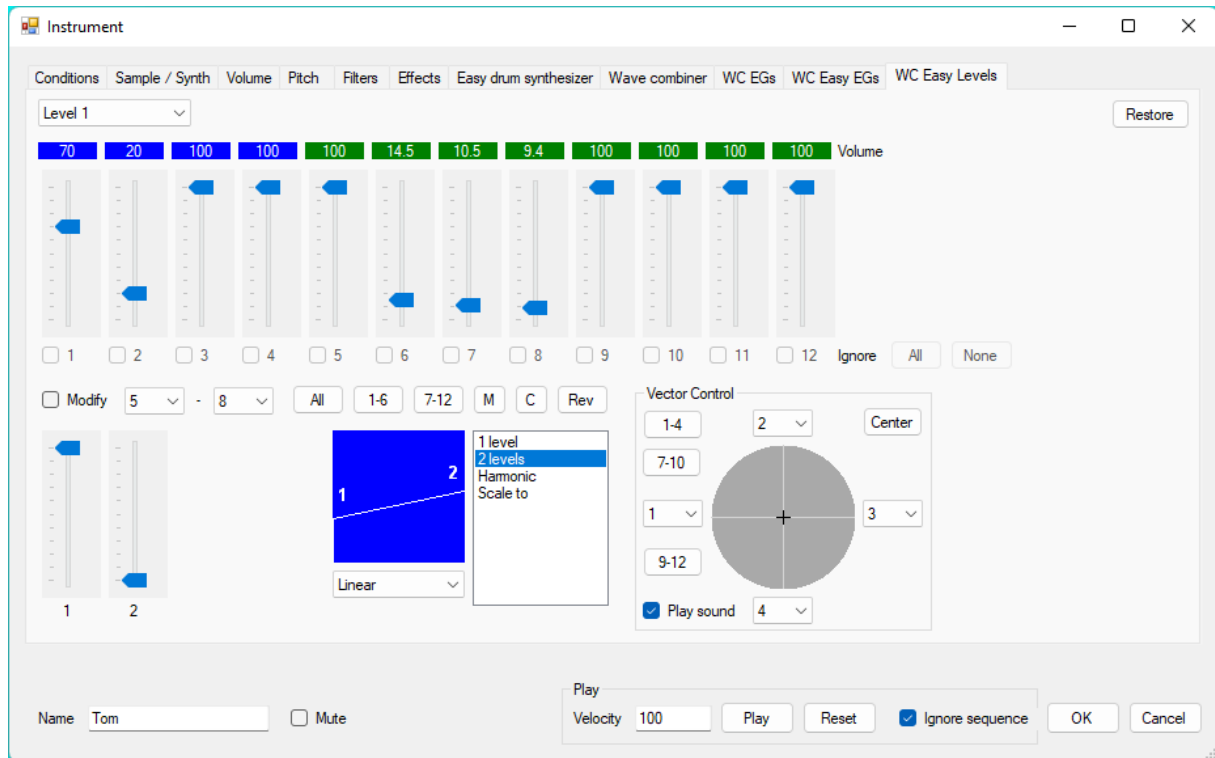 Instrument
Conditions Sample / Synth Volume Pitch Filters Effects Easy drum synthesizer Wave combiner WC EGs WC Easy EGs WC Easy Levels
Level 1 Restore
70 20 100 100 100 14.5 10.5 9.4 100 100 100 100 Volume
1 2 3 4 5 6 7 8 9 10 11 12 Ignore All None
Modify 5 - 8 All 1-6 7-12 M C Rev
1 2
1 2
Linear
1 level
2 levels
Harmonic
Scale to
Vector Control
1-4 2 Center
7-10
1 3
9-12
Play sound 4
Name Tom Mute
Play
Velocity 100 Play Reset Ignore sequence OK Cancel